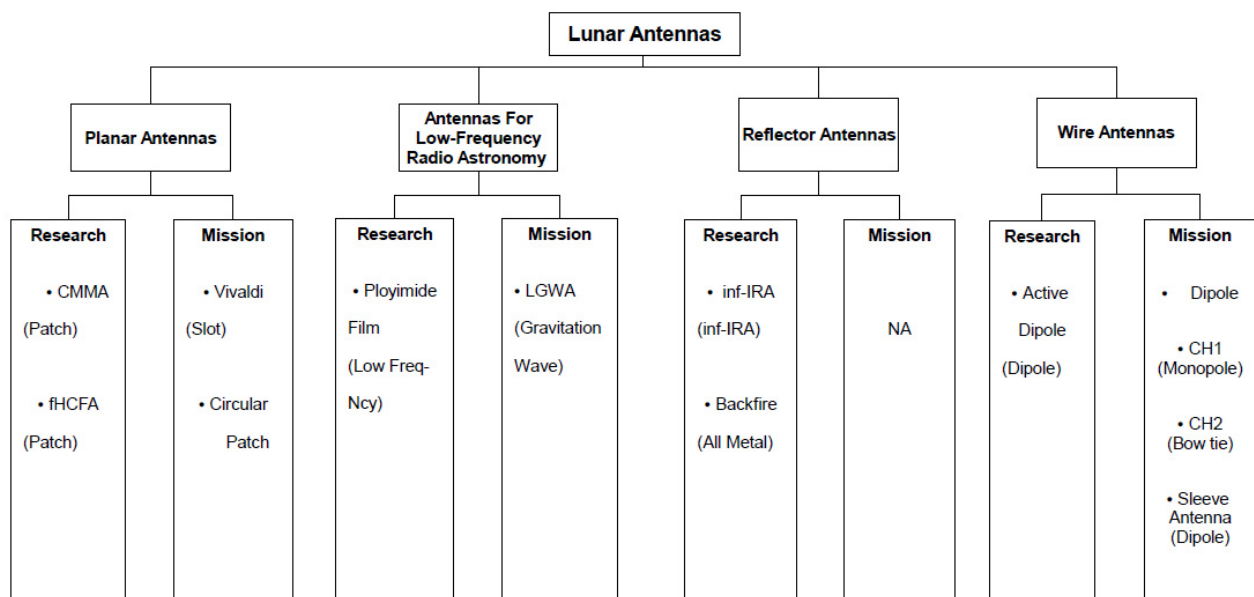 Lunar Antennas
Planar Antennas
Antennas For
Low-Frequency
Radio Astronomy
Reflector Antennas
Wire Antennas
Research
• CMMA
(Patch)
• fHCFA
(Patch)
Mission
• Vivaldi
(Slot)
• Circular
Patch
Research
• Ployimide
Film
(Low Freq-
Ncy)
Mission
• LGWA
(Gravitation
Wave)
Research
• inf-IRA
(inf-IRA)
• Backfire
(All Metal)
Mission
NA
Research
• Active
Dipole
(Dipole)
Mission
• Dipole
• CH1
(Monopole)
• CH2
(Bow tie)
• Sleeve
Antenna
(Dipole)